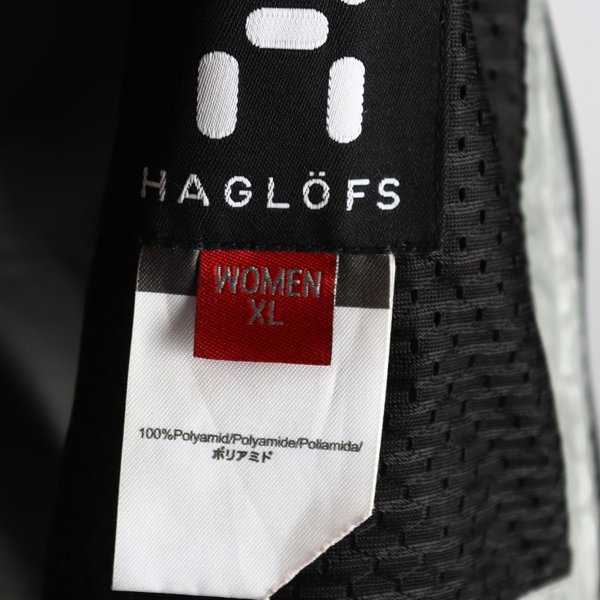 HAGLÖFS
WOMEN
XL
100%Polyamid/Polyamide/Poliamida/
ポリアミド